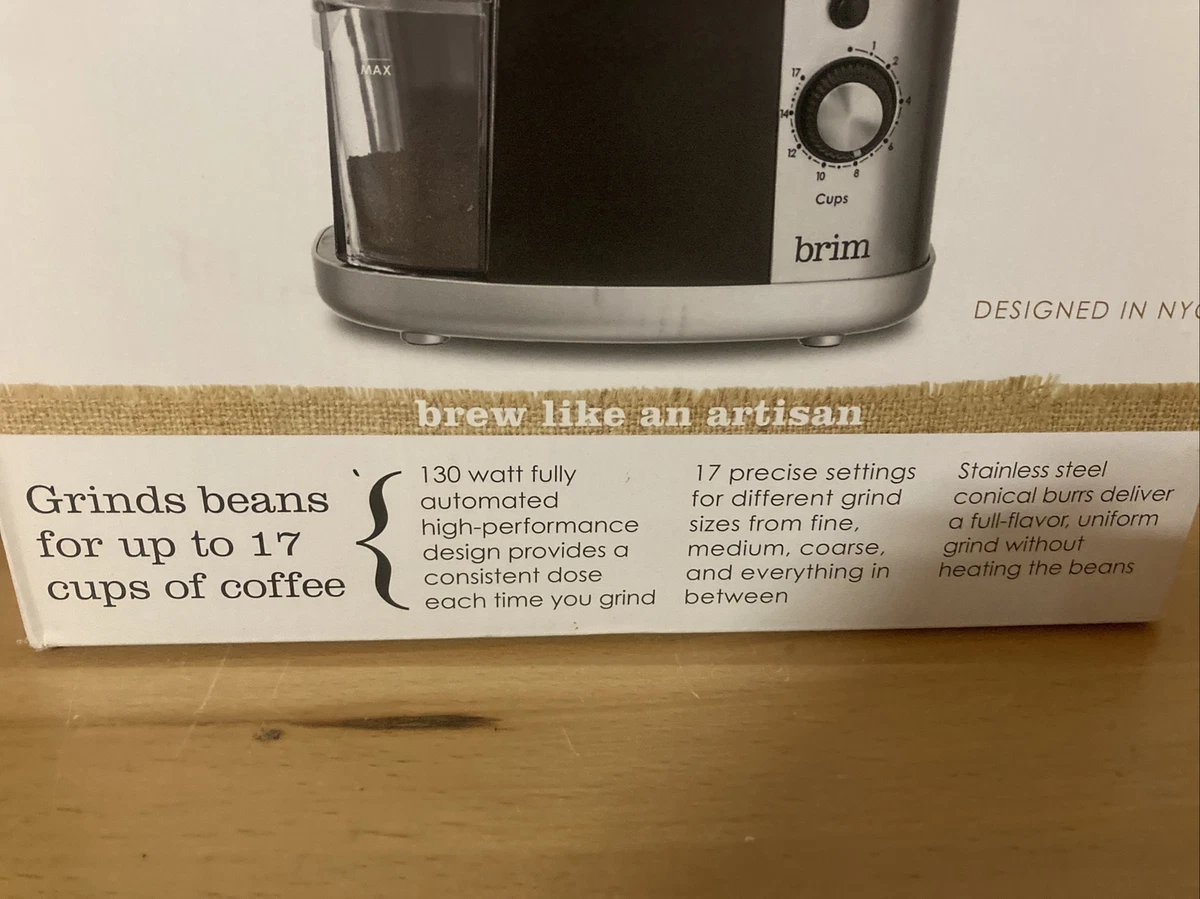 MAX
1
2
4
6
8
10
12
14
17
Cups
brim
DESIGNED IN NYC
brew like an artisan
Grinds beans
for up to 17
cups of coffee
130 watt fully
automated
high-performance
design provides a
consistent dose
each time you grind
17 precise settings
for different grind
sizes from fine,
medium, coarse,
and everything in
between
Stainless steel
conical burrs deliver
a full-flavor, uniform
grind without
heating the beans